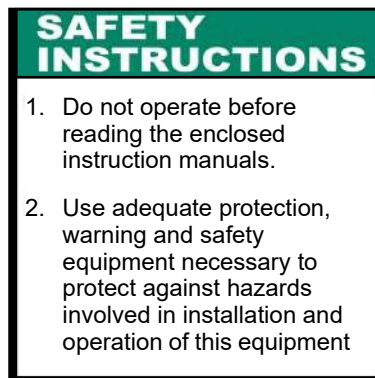 SAFETY
INSTRUCTIONS
1. Do not operate before
reading the enclosed
instruction manuals.
2. Use adequate protection,
warning and safety
equipment necessary to
protect against hazards
involved in installation and
operation of this equipment